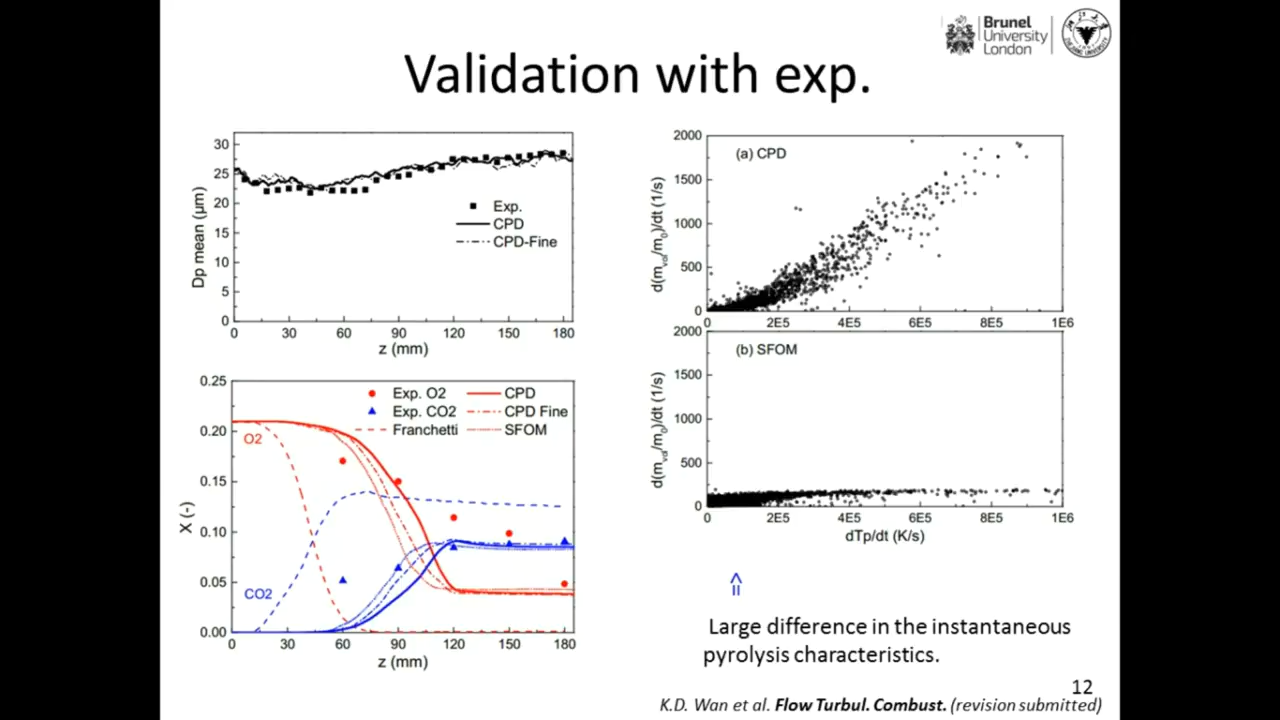 Brunel
University
London
Validation with exp.
30
25
20
15
10
5
0
Dp mean (μm)
Exp.
CPD
CPD-Fine
0 30 60 90 120 150 180
z (mm)
0.25
0.20
0.15
0.10
0.05
0.00
X (-)
Exp. O2 CPD
Exp. CO2 CPD Fine
Franchetti SFOM
O2
CO2
0 30 60 90 120 150 180
z (mm)
2000
1500
1000
500
0
d(mvol/m0)/dt (1/s)
(a) CPD
0 2E5 4E5 6E5 8E5 1E6
2000
1500
1000
500
0
d(mvol/m0)/dt (1/s)
(b) SFOM
0 2E5 4E5 6E5 8E5 1E6
dTp/dt (K/s)
Large difference in the instantaneous
pyrolysis characteristics.
12
K.D. Wan et al. Flow Turbul. Combust. (revision submitted)